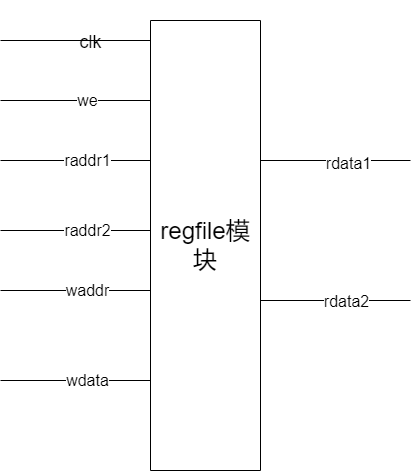 clk
we
raddr1
raddr2
waddr
wdata
regfile模
块
rdata1
rdata2